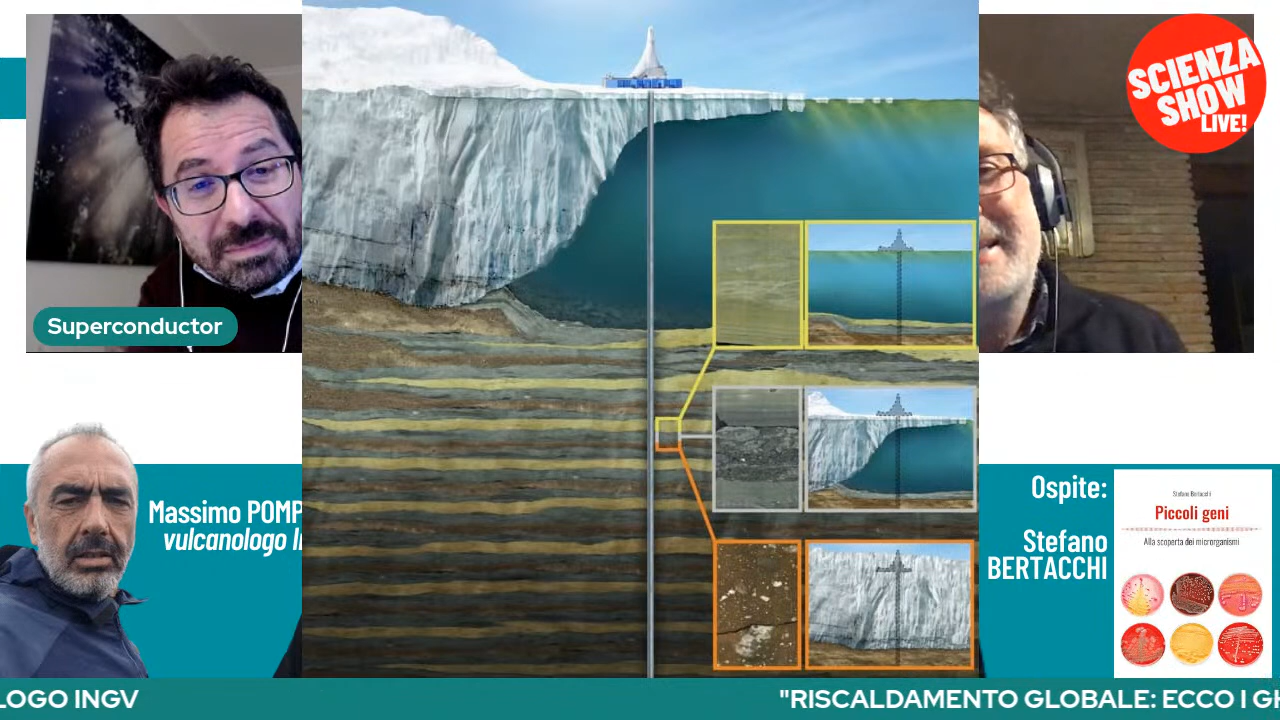 SCIENZA
SHOW
LIVE!
Superconductor
Massimo POMP
vulcanologo I
Ospite:
Stefano
BERTACCHI
Stefano Bertacchi
Piccoli geni
Alla scoperta dei microrganismi
LOGO INGV
"RISCALDAMENTO GLOBALE: ECCO I GH